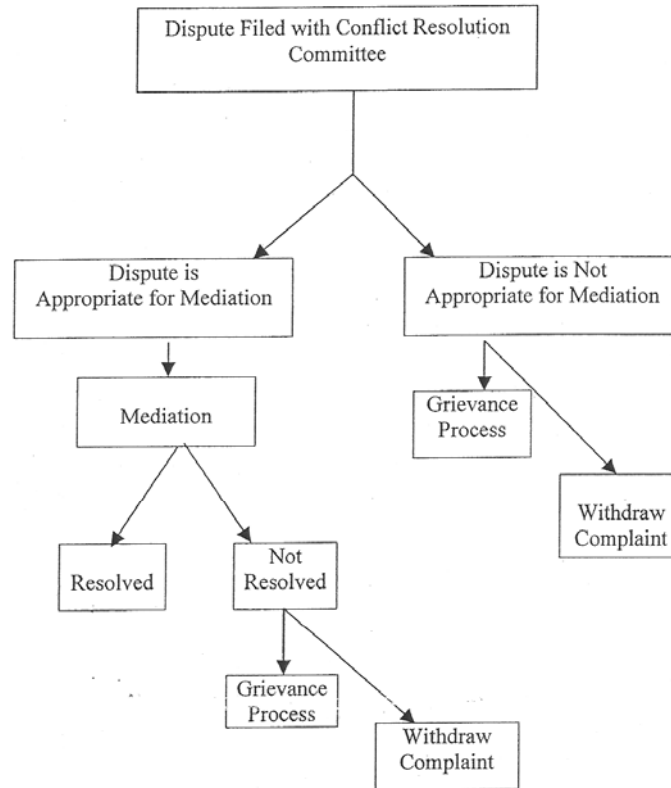 Dispute Filed with Conflict Resolution
Committee
Dispute is
Appropriate for Mediation
Dispute is Not
Appropriate for Mediation
Mediation
Grievance
Process
Withdraw
Complaint
Resolved
Not
Resolved
Grievance
Process
Withdraw
Complaint